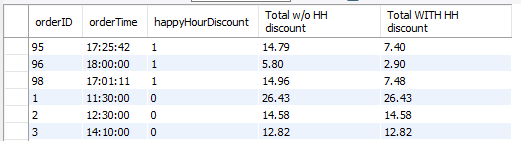 orderID orderTime happyHourDiscount Total w/o HH discount Total WITH HH discount
95 17:25:42 1 14.79 7.40
96 18:00:00 1 5.80 2.90
98 17:01:11 1 14.96 7.48
1 11:30:00 0 26.43 26.43
2 12:30:00 0 14.58 14.58
3 14:10:00 0 12.82 12.82